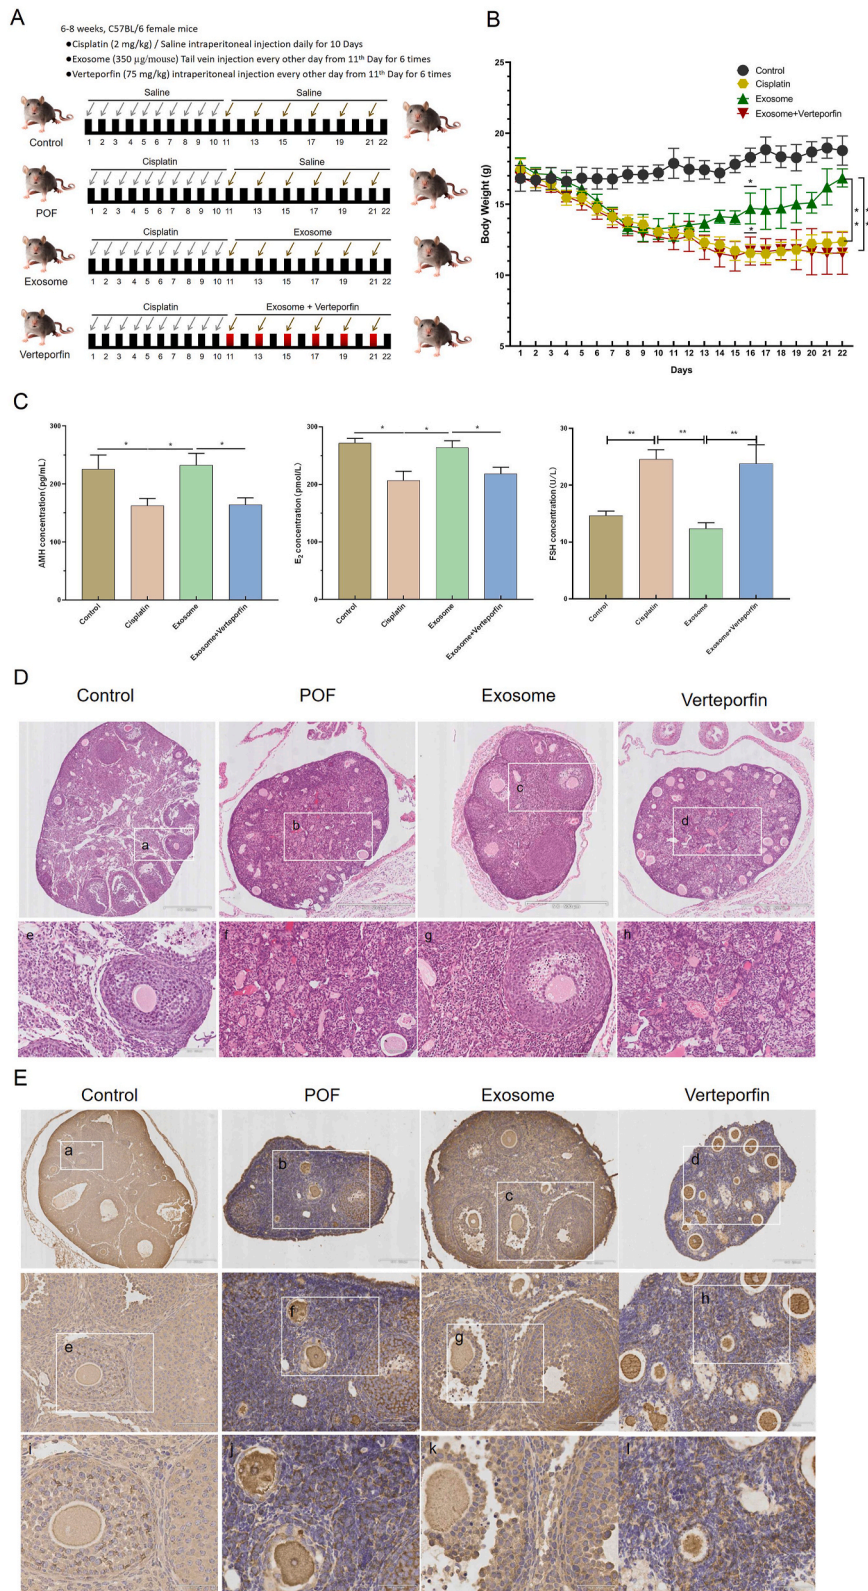 A
6-8 weeks, C57BL/6 female mice
●Cisplatin (2 mg/kg) / Saline intraperitoneal injection daily for 10 Days
●Exosome (350 μg/mouse) Tail vein injection every other day from 11th Day for 6 times
●Verteporfin (75 mg/kg) intraperitoneal injection every other day from 11th Day for 6 times
Saline Saline
Control
1 2 3 4 5 6 7 8 9 10 11 13 15 17 19 21 22
Cisplatin Saline
POF
1 2 3 4 5 6 7 8 9 10 11 13 15 17 19 21 22
Cisplatin Exosome
Exosome
1 2 3 4 5 6 7 8 9 10 11 13 15 17 19 21 22
Cisplatin Exosome + Verteporfin
Verteporfin
1 2 3 4 5 6 7 8 9 10 11 13 15 17 19 21 22
B
Control
Cisplatin
Exosome
Exosome+Verteporfin
Body Weight (g)
25
20
15
10
5
*
*
* *
* *
1 2 3 4 5 6 7 8 9 10 11 12 13 14 15 16 17 18 19 20 21 22
Days
C
AMH concentration (pg/mL)
300
200
100
0
* * *
Control
Cisplatin
Exosome
Exosome+Verteporfin
E2 concentration (pmol/L)
300
200
100
0
* * *
Control
Cisplatin
Exosome
Exosome+Verteporfin
FSH concentration (U/L)
30
20
10
0
** ** **
Control
Cisplatin
Exosome
Exosome+Verteporfin
D
Control POF Exosome Verteporfin
a b c d
e f g h
E
Control POF Exosome Verteporfin
a b c d
e f g h
i j k l